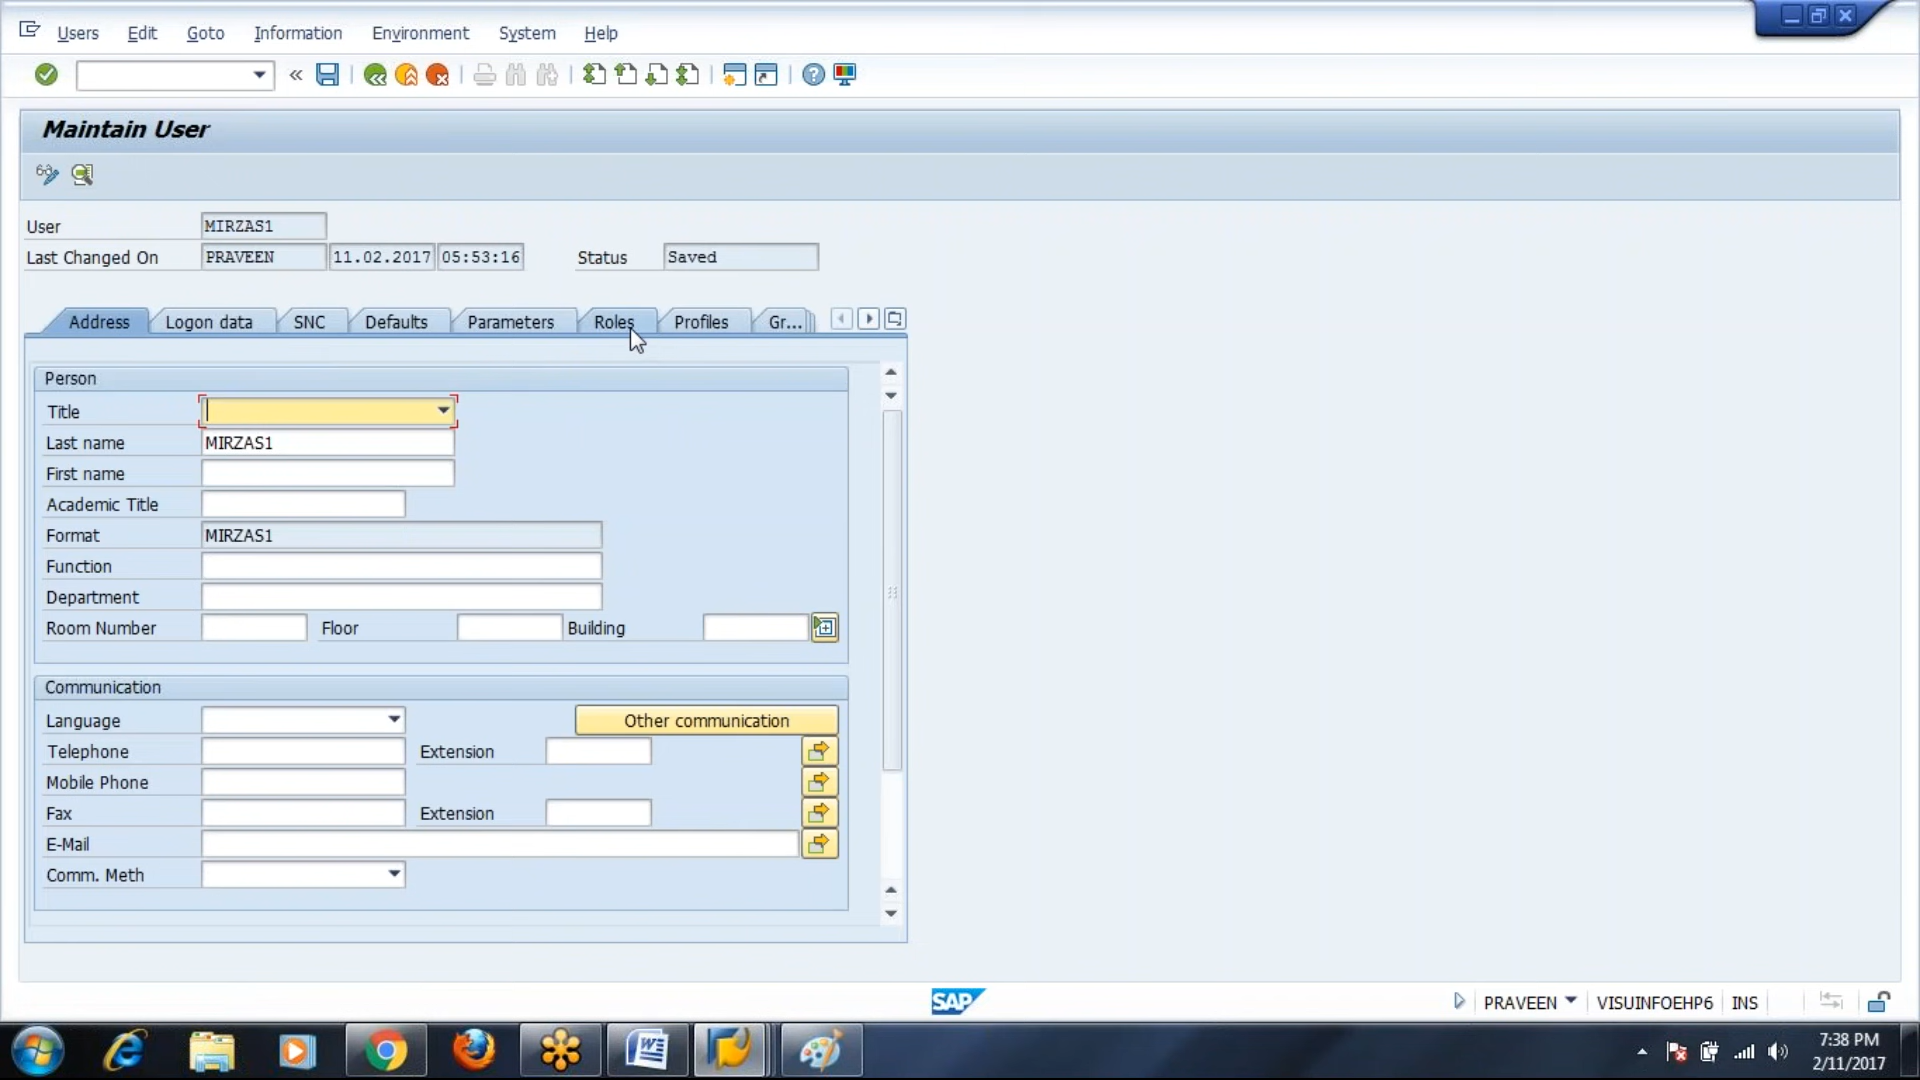 Users Edit Goto Information Environment System Help
Maintain User
User MIRZAS1
Last Changed On PRAVEEN 11.02.2017 05:53:16 Status Saved
Address Logon data SNC Defaults Parameters Roles Profiles Gr...
Person
Title
Last name MIRZAS1
First name
Academic Title
Format MIRZAS1
Function
Department
Room Number Floor Building
Communication
Language Other communication
Telephone Extension
Mobile Phone
Fax Extension
E-Mail
Comm. Meth
SAP PRAVEEN VISUINFOEHP6 INS
7:38 PM
2/11/2017